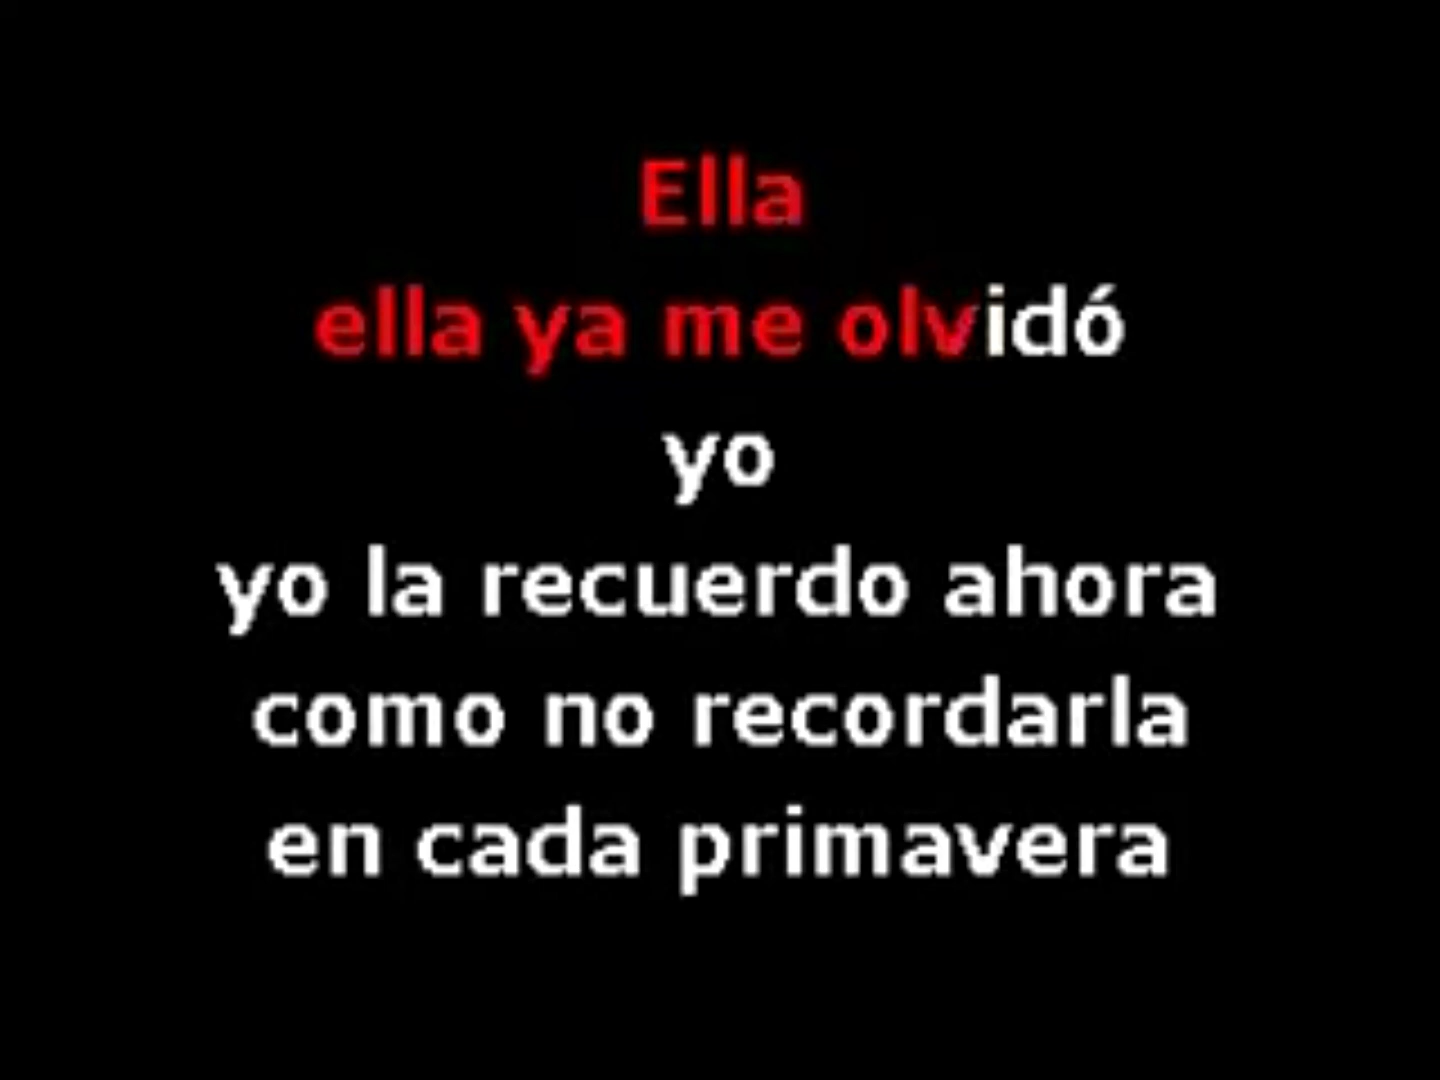 Ella
ella ya me olvidó
yo
yo la recuerdo ahora
como no recordarla
en cada primavera